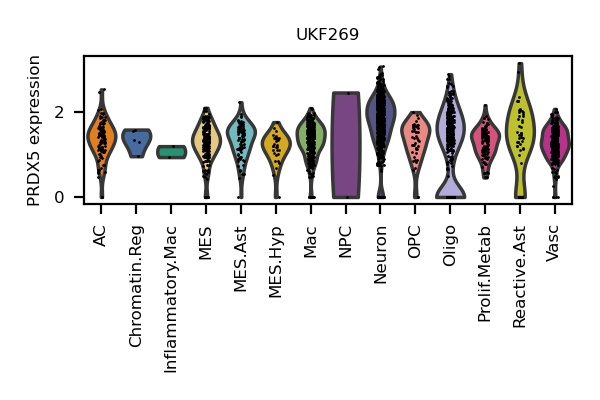 UKF269
PRDX5 expression
2
0
AC
Chromatin.Reg
Inflammatory.Mac
MES
MES.Ast
MES.Hyp
Mac
NPC
Neuron
OPC
Oligo
Prolif.Metab
Reactive.Ast
Vasc